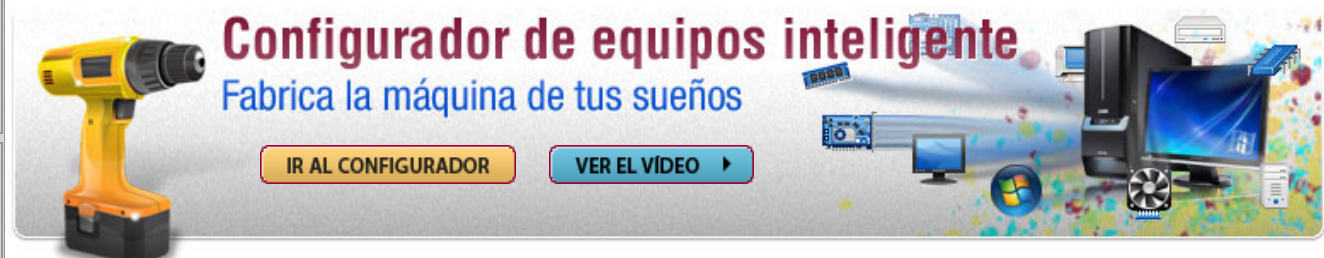 Configurador de equipos inteligente
Fabrica la máquina de tus sueños
IR AL CONFIGURADOR
VER EL VÍDEO